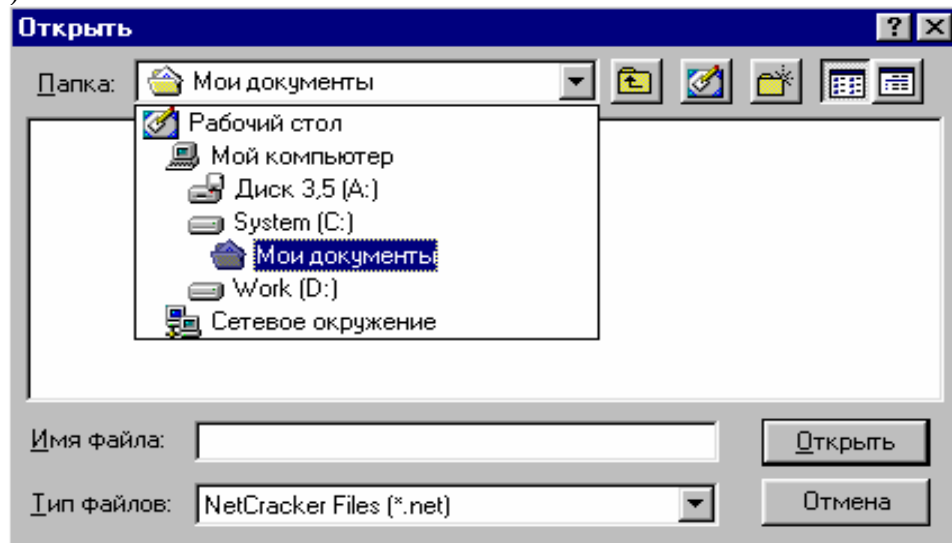 )
Открыть
Папка: Мои документы
Рабочий стол
Мой компьютер
Диск 3,5 (A:)
System (C:)
Мои документы
Work (D:)
Сетевое окружение
Имя файла: Открыть
Тип файлов: NetCracker Files (*.net) Отмена